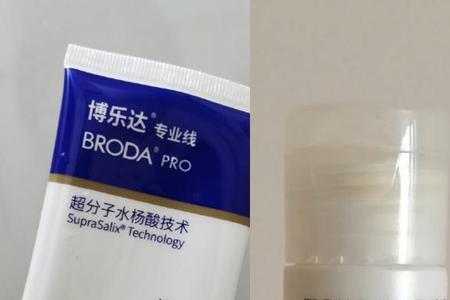 博乐达® 专业线
BRODA® PRO
超分子水杨酸技术
SupraSalix® Technology